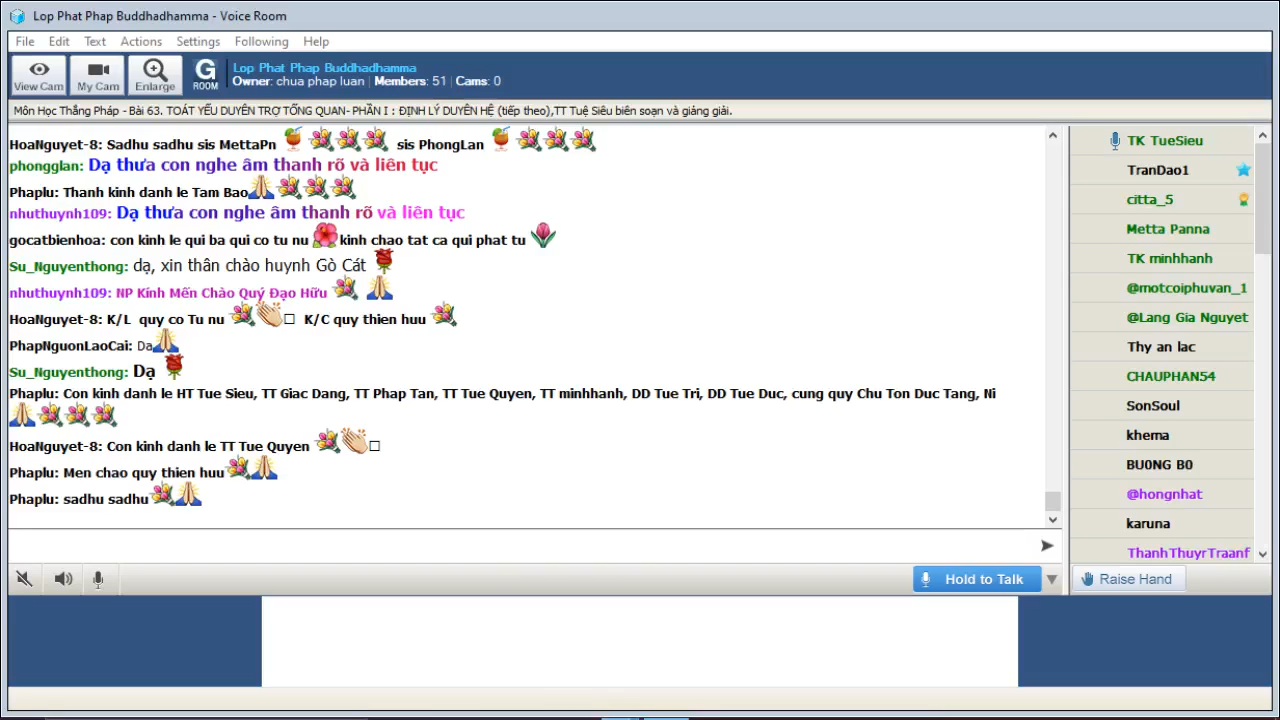 Lop Phat Phap Buddhadhamma - Voice Room
File Edit Text Actions Settings Following Help
View Cam
My Cam
Enlarge
G
ROOM
Lop Phat Phap Buddhadhamma
Owner: chua phap luan | Members: 51 | Cams: 0
Môn Học Thắng Pháp - Bài 63. TOÁT YẾU DUYÊN TRỢ TỔNG QUAN- PHẦN I : ĐỊNH LÝ DUYÊN HỆ (tiếp theo),TT Tuệ Siêu biên soạn và giảng giải.
HoaNguyet-8: Sadhu sadhu sis MettaPn sis PhongLan
phongglan: Dạ thưa con nghe âm thanh rõ và liên tục
Phaplu: Thanh kinh danh le Tam Bao
nhuthuynh109: Dạ thưa con nghe âm thanh rõ và liên tục
gocatbienhoa: con kinh le qui ba qui co tu nu kinh chao tat ca qui phat tu
Su_Nguyenthong: dạ, xin thân chào huynh Gò Cát
nhuthuynh109: NP Kính Mến Chào Quý Đạo Hữu
HoaNguyet-8: K/L quy co Tu nu K/C quy thien huu
PhapNguonLaoCai: Da
Su_Nguyenthong: Dạ
Phaplu: Con kinh danh le HT Tue Sieu, TT Giac Dang, TT Phap Tan, TT Tue Quyen, TT minhhanh, DD Tue Tri, DD Tue Duc, cung quy Chu Ton Duc Tang, Ni
HoaNguyet-8: Con kinh danh le TT Tue Quyen
Phaplu: Men chao quy thien huu
Phaplu: sadhu sadhu
Hold to Talk
TK TueSieu
TranDao1
citta_5
Metta Panna
TK minhhanh
@motcoiphuvan_1
@Lang Gia Nguyet
Thy an lac
CHAUPHAN54
SonSoul
khema
BU0NG B0
@hongnhat
karuna
ThanhThuyrTraanf
Raise Hand